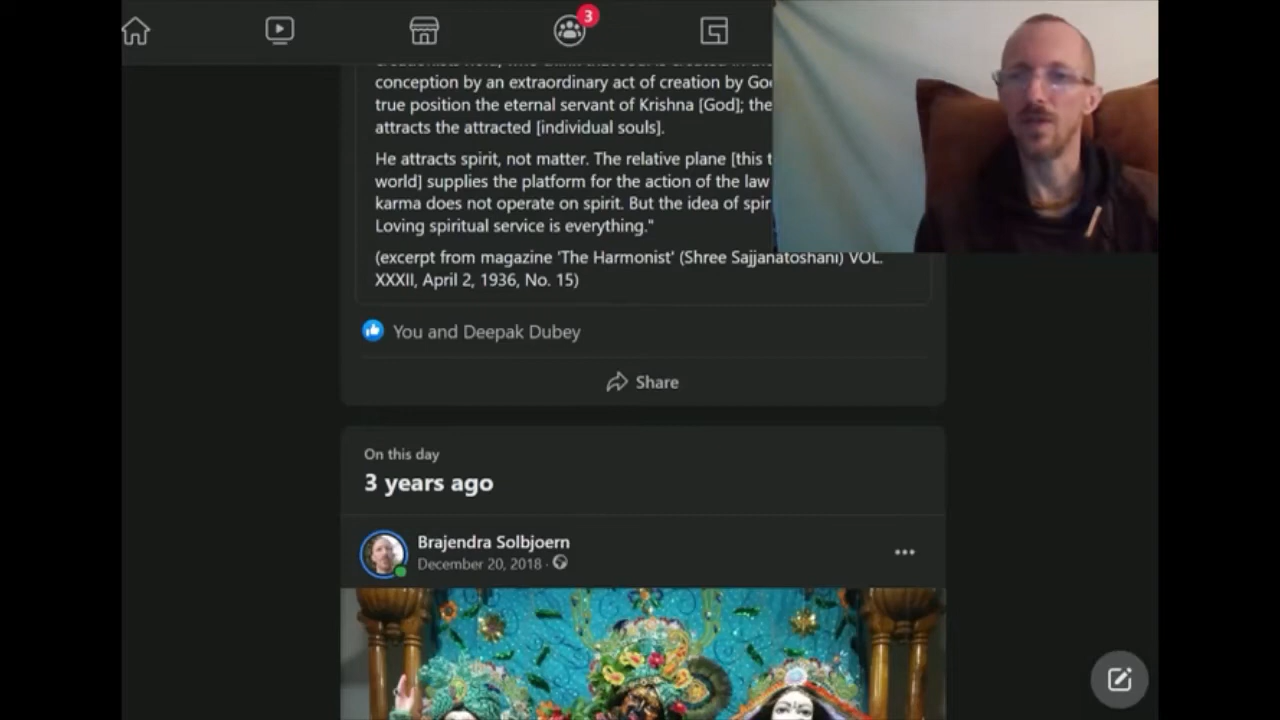 3
conception by an extraordinary act of creation by
true position the eternal servant of Krishna [God]; the
attracts the attracted [individual souls].
He attracts spirit, not matter. The relative plane [this
world] supplies the platform for the action of the law
karma does not operate on spirit. But the idea of
Loving spiritual service is everything."
(excerpt from magazine 'The Harmonist' (Shree Sajjanatoshani) VOL.
XXXII, April 2, 1936, No. 15)
You and Deepak Dubey
Share
On this day
3 years ago
Brajendra Solbjoern
December 20, 2018 ·